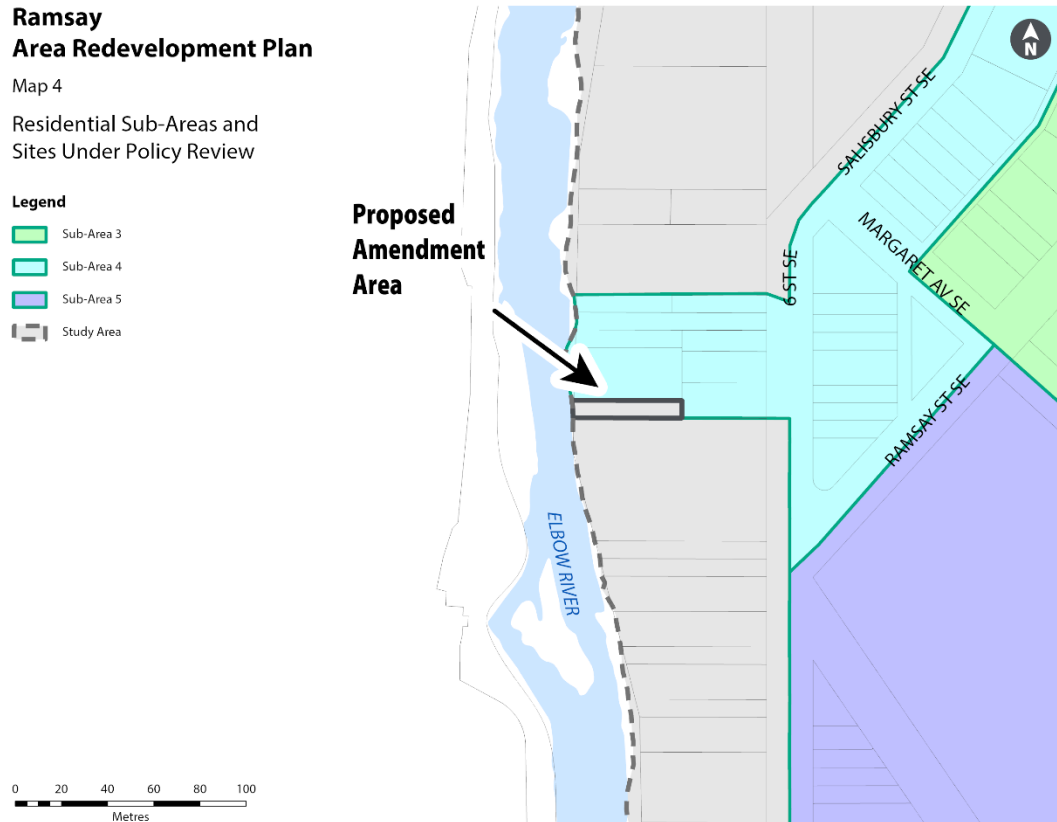 Ramsay
Area Redevelopment Plan
Map 4
Residential Sub-Areas and
Sites Under Policy Review
Legend
Sub-Area 3
Sub-Area 4
Sub-Area 5
Study Area
Proposed
Amendment
Area
N
SALISBURY ST SE
MARGARET AV SE
6 ST SE
RAMSAY ST SE
ELBOW RIVER
0 20 40 60 80 100
Metres